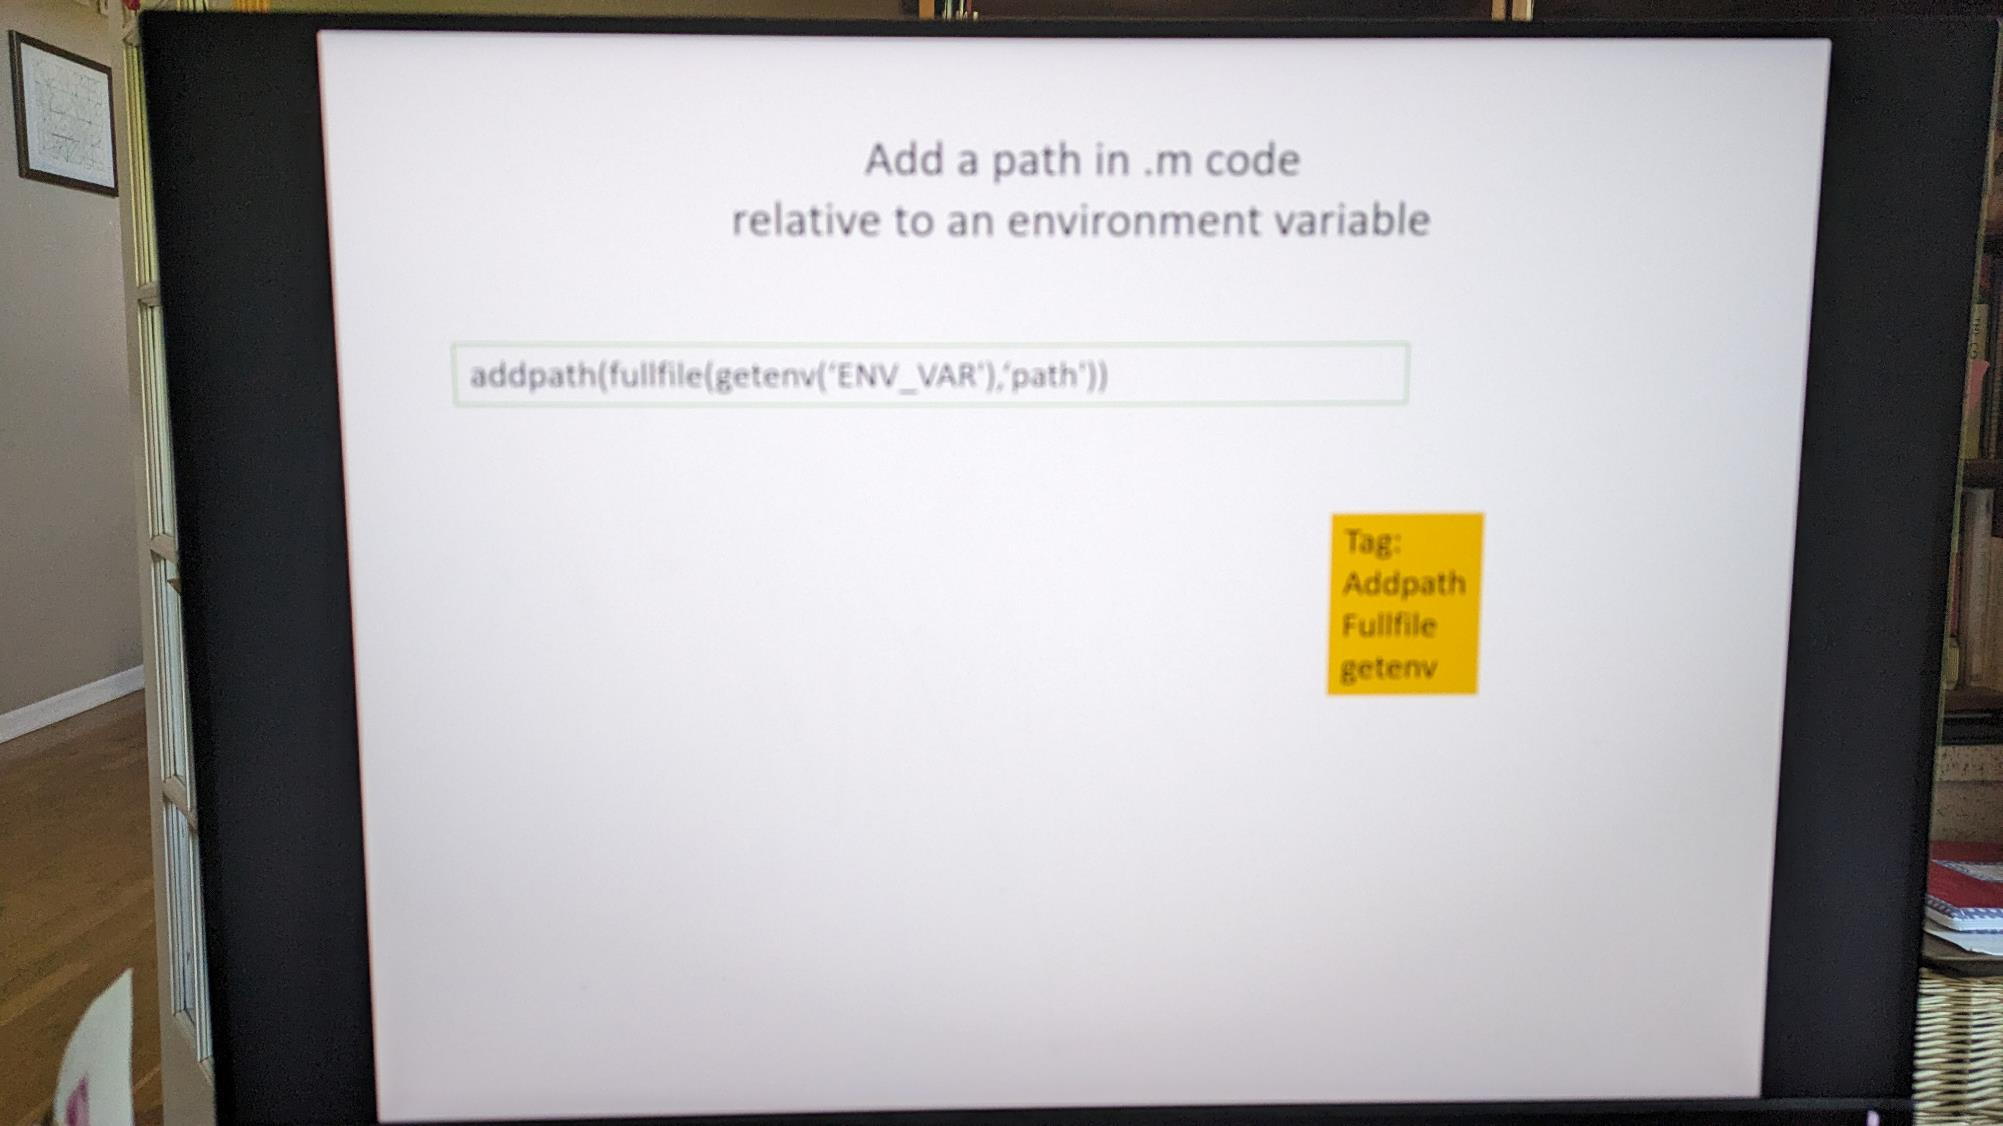 Add a path in .m code
relative to an environment variable
addpath(fullfile(getenv(‘ENV_VAR‘),‘path‘))
Tag:
Addpath
Fullfile
getenv